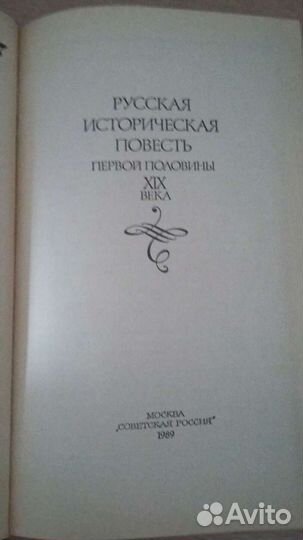 РУССКАЯ
ИСТОРИЧЕСКАЯ
ПОВЕСТЬ
ПЕРВОЙ ПОЛОВИНЫ
XIX
ВЕКА
МОСКВА
„СОВЕТСКАЯ РОССИЯ"
1989
Avito